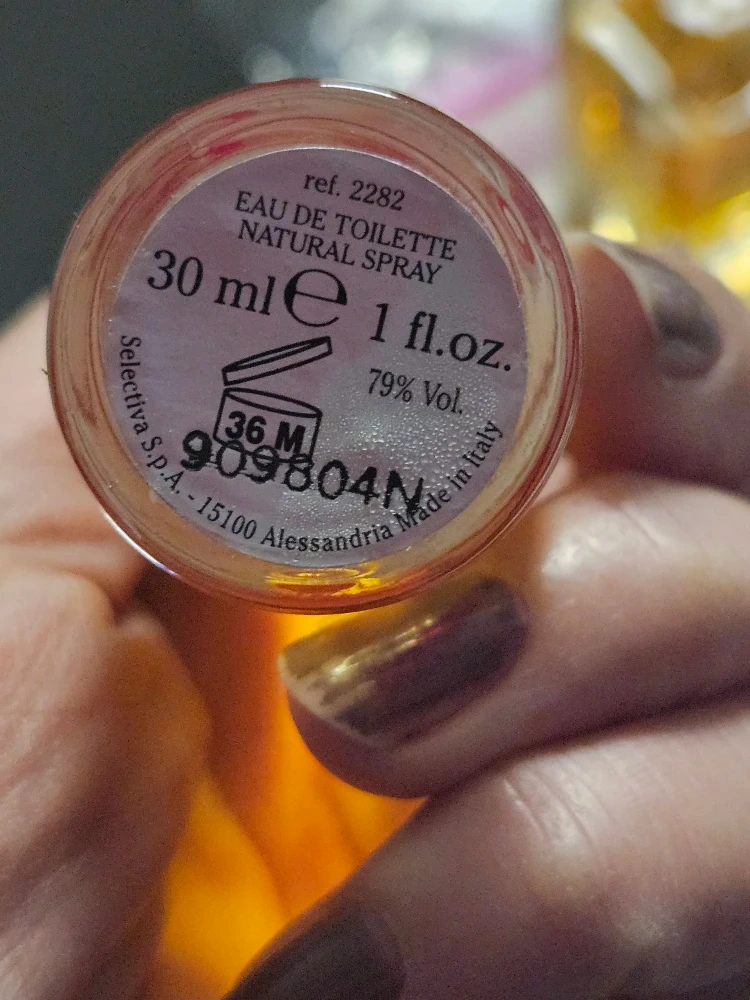 ref. 2282
EAU DE TOILETTE
NATURAL SPRAY
30 ml e 1 fl.oz.
79% Vol.
36 M
909804N
Selectiva S.p.A. - 15100 Alessandria Made in Italy